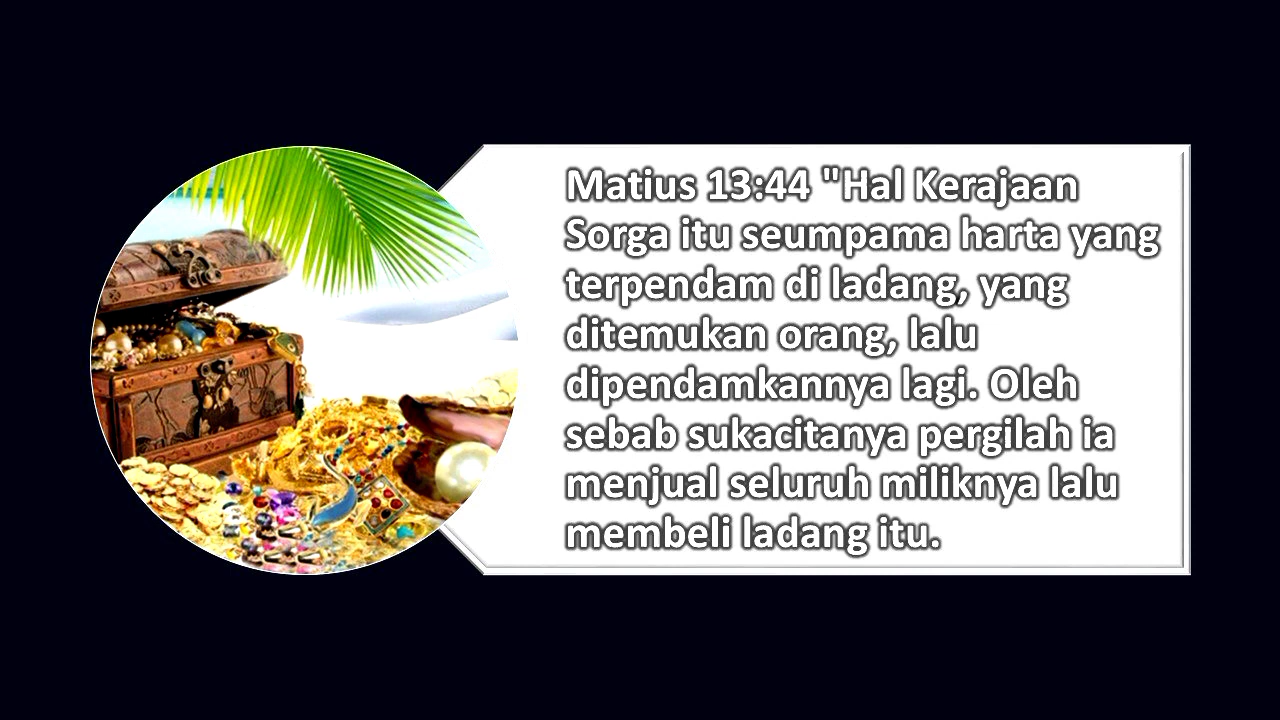 Matius 13:44 "Hal Kerajaan
Sorga itu seumpama harta yang
terpendam di ladang, yang
ditemukan orang, lalu
dipendamkannya lagi. Oleh
sebab sukacitanya pergilah ia
menjual seluruh miliknya lalu
membeli ladang itu.